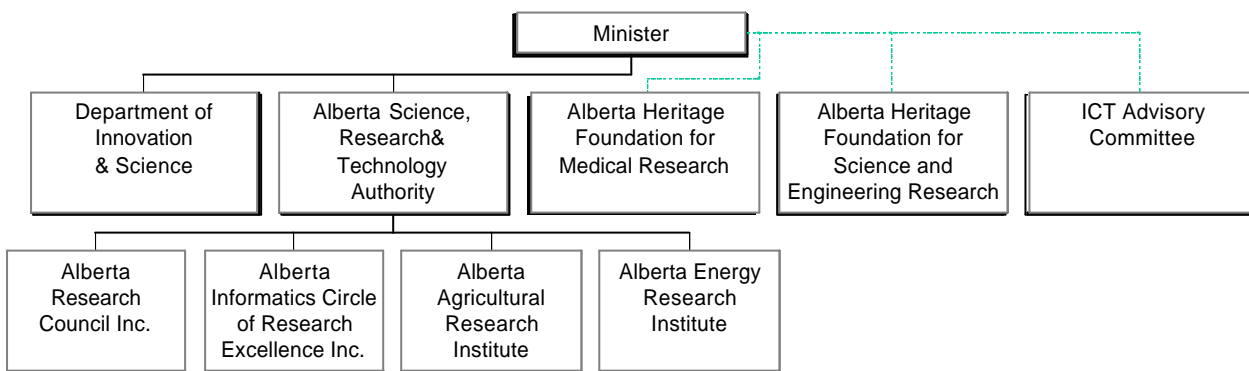 Minister
Department of
Innovation
& Science
Alberta Science,
Research&
Technology
Authority
Alberta Heritage
Foundation for
Medical Research
Alberta Heritage
Foundation for
Science and
Engineering Research
ICT Advisory
Committee
Alberta
Research
Council Inc.
Alberta
Informatics Circle
of Research
Excellence Inc.
Alberta
Agricultural
Research
Institute
Alberta Energy
Research
Institute